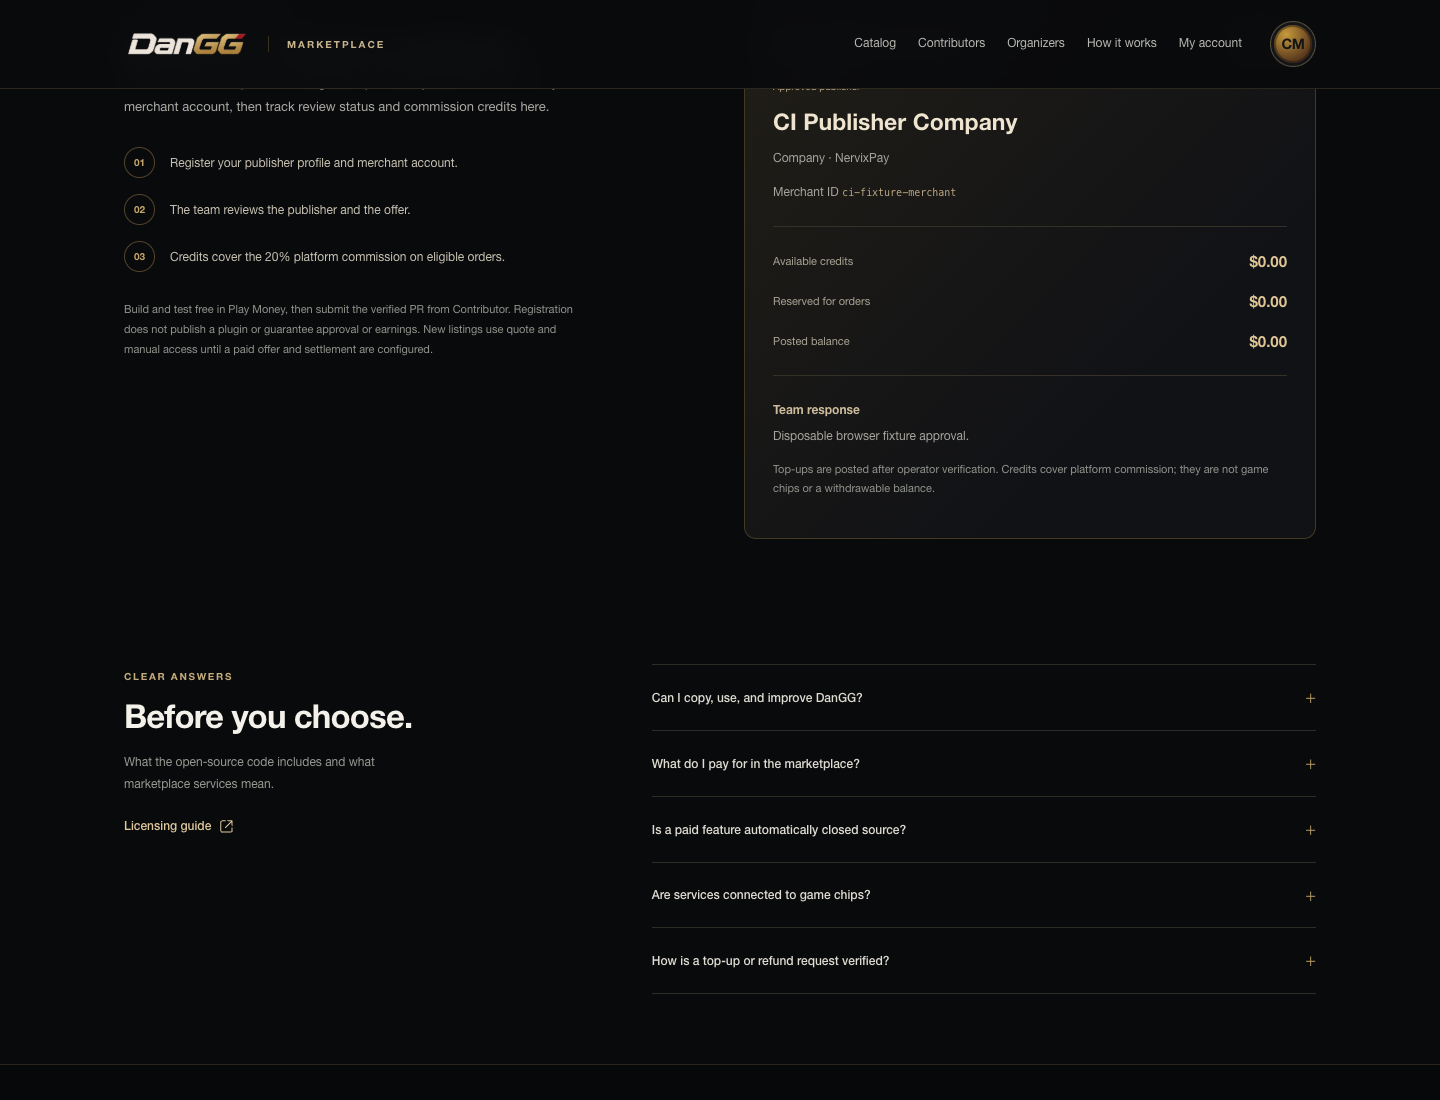 DanGG
MARKETPLACE
Catalog
Contributors
Organizers
How it works
My account
CM
merchant account, then track review status and commission credits here.
01
Register your publisher profile and merchant account.
02
The team reviews the publisher and the offer.
03
Credits cover the 20% platform commission on eligible orders.
Build and test free in Play Money, then submit the verified PR from Contributor. Registration
does not publish a plugin or guarantee approval or earnings. New listings use quote and
manual access until a paid offer and settlement are configured.
CI Publisher Company
Company · NervixPay
Merchant ID ci-fixture-merchant
Available credits
$0.00
Reserved for orders
$0.00
Posted balance
$0.00
Team response
Disposable browser fixture approval.
Top-ups are posted after operator verification. Credits cover platform commission; they are not game
chips or a withdrawable balance.
CLEAR ANSWERS
Before you choose.
What the open-source code includes and what
marketplace services mean.
Licensing guide
Can I copy, use, and improve DanGG?
What do I pay for in the marketplace?
Is a paid feature automatically closed source?
Are services connected to game chips?
How is a top-up or refund request verified?